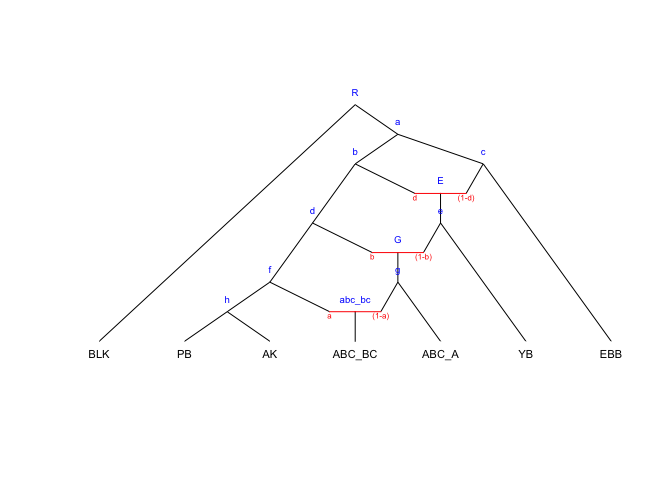 R
a
b
c
E
d
(1-d)
d
e
G
b
(1-b)
f
g
h
abc_bc
a
(1-a)
BLK
PB
AK
ABC_BC
ABC_A
YB
EBB